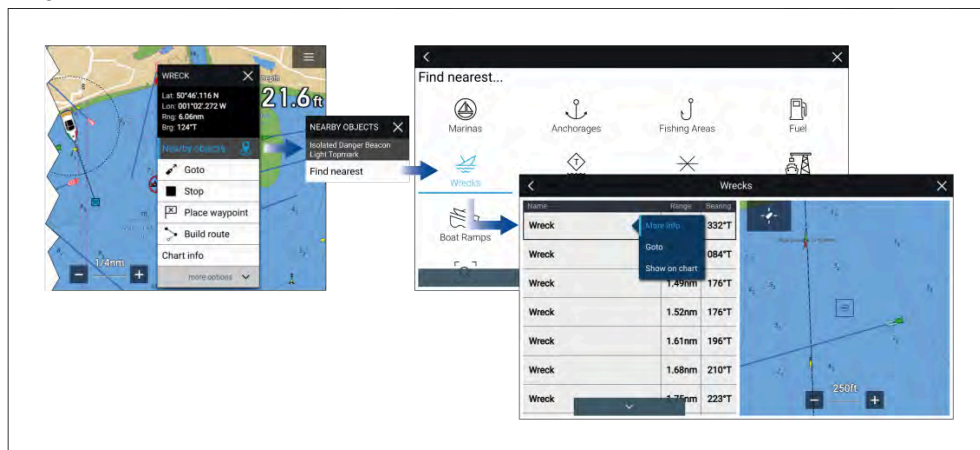 WRECK
Lat: 50°46'.116 N
Lon: 001°02'.272 W
Rng: 6.06nm
Brg: 124°T
Nearby objects
Goto
Stop
Place waypoint
Build route
Chart info
more options
Depth
21.6 ft
1/4nm
NEARBY OBJECTS
Isolated Danger Beacon
Light Topmark
Find nearest
Find nearest...
Marinas
Anchorages
Fishing Areas
Fuel
Wrecks
Boat Ramps
Wrecks
Name Range Bearing
Wreck 332°T
Wreck 084°T
Wreck 1.49nm 176°T
Wreck 1.52nm 176°T
Wreck 1.61nm 196°T
Wreck 1.68nm 210°T
Wreck 1.75nm 223°T
More info
Goto
Show on chart
250ft